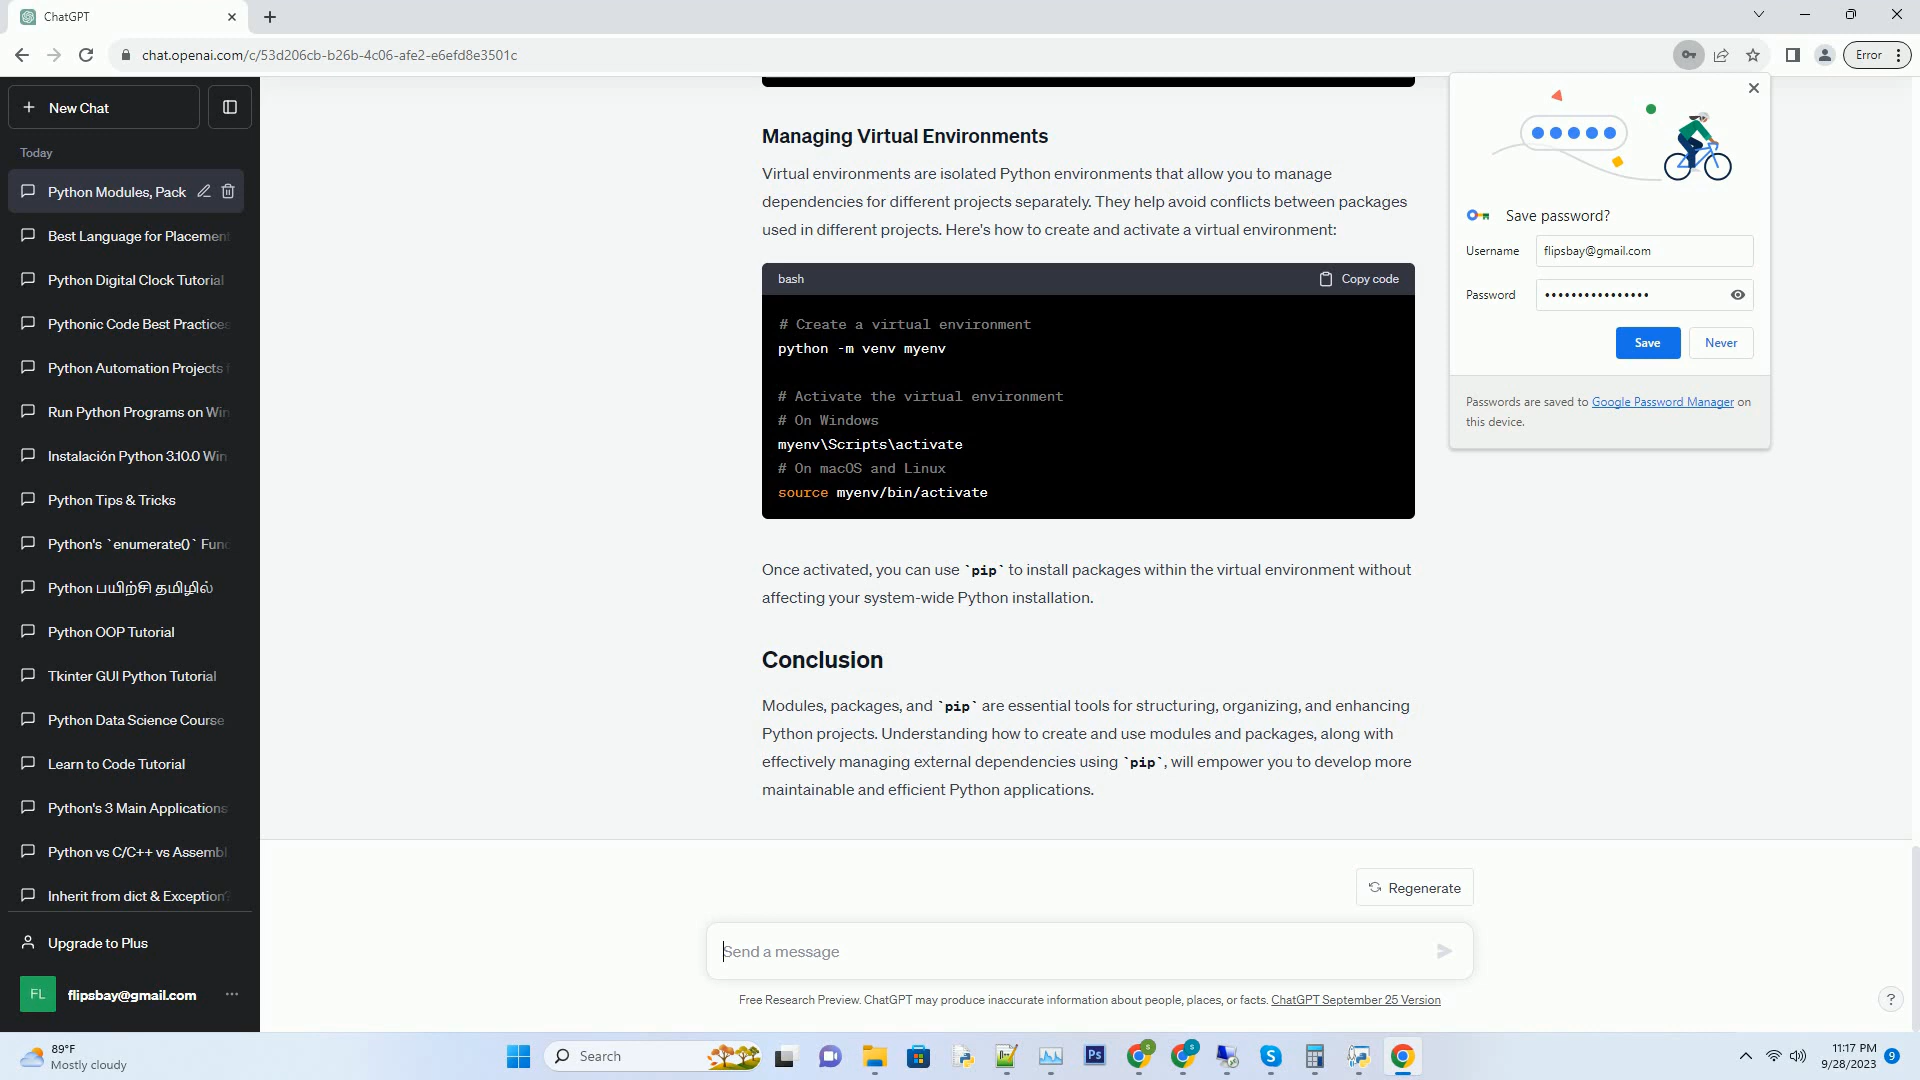 ChatGPT
chat.openai.com/c/53d206cb-b26b-4c06-afe2-e6efd8e3501c
Error
New Chat
Today
Python Modules, Pack
Best Language for Placement
Python Digital Clock Tutorial
Pythonic Code Best Practices
Python Automation Projects f
Run Python Programs on Win
Instalación Python 3.10.0 Win
Python Tips & Tricks
Python's `enumerate()` Func
Python பயிற்சி தமிழில்
Python OOP Tutorial
Tkinter GUI Python Tutorial
Python Data Science Course
Learn to Code Tutorial
Python's 3 Main Applications
Python vs C/C++ vs Assembl
Inherit from dict & Exception?
Upgrade to Plus
FL
flipsbay@gmail.com
Managing Virtual Environments
Virtual environments are isolated Python environments that allow you to manage
dependencies for different projects separately. They help avoid conflicts between packages
used in different projects. Here's how to create and activate a virtual environment:
bash
Copy code
# Create a virtual environment
python -m venv myenv
# Activate the virtual environment
# On Windows
myenv\Scripts\activate
# On macOS and Linux
source myenv/bin/activate
Once activated, you can use `pip` to install packages within the virtual environment without
affecting your system-wide Python installation.
Conclusion
Modules, packages, and `pip` are essential tools for structuring, organizing, and enhancing
Python projects. Understanding how to create and use modules and packages, along with
effectively managing external dependencies using `pip`, will empower you to develop more
maintainable and efficient Python applications.
Regenerate
Send a message
Free Research Preview. ChatGPT may produce inaccurate information about people, places, or facts. ChatGPT September 25 Version
?
Save password?
Username
flipsbay@gmail.com
Password
••••••••••••••••
Save
Never
Passwords are saved to Google Password Manager on
this device.
89°F
Mostly cloudy
Search
Ps
S
S
S
11:17 PM
9/28/2023
9